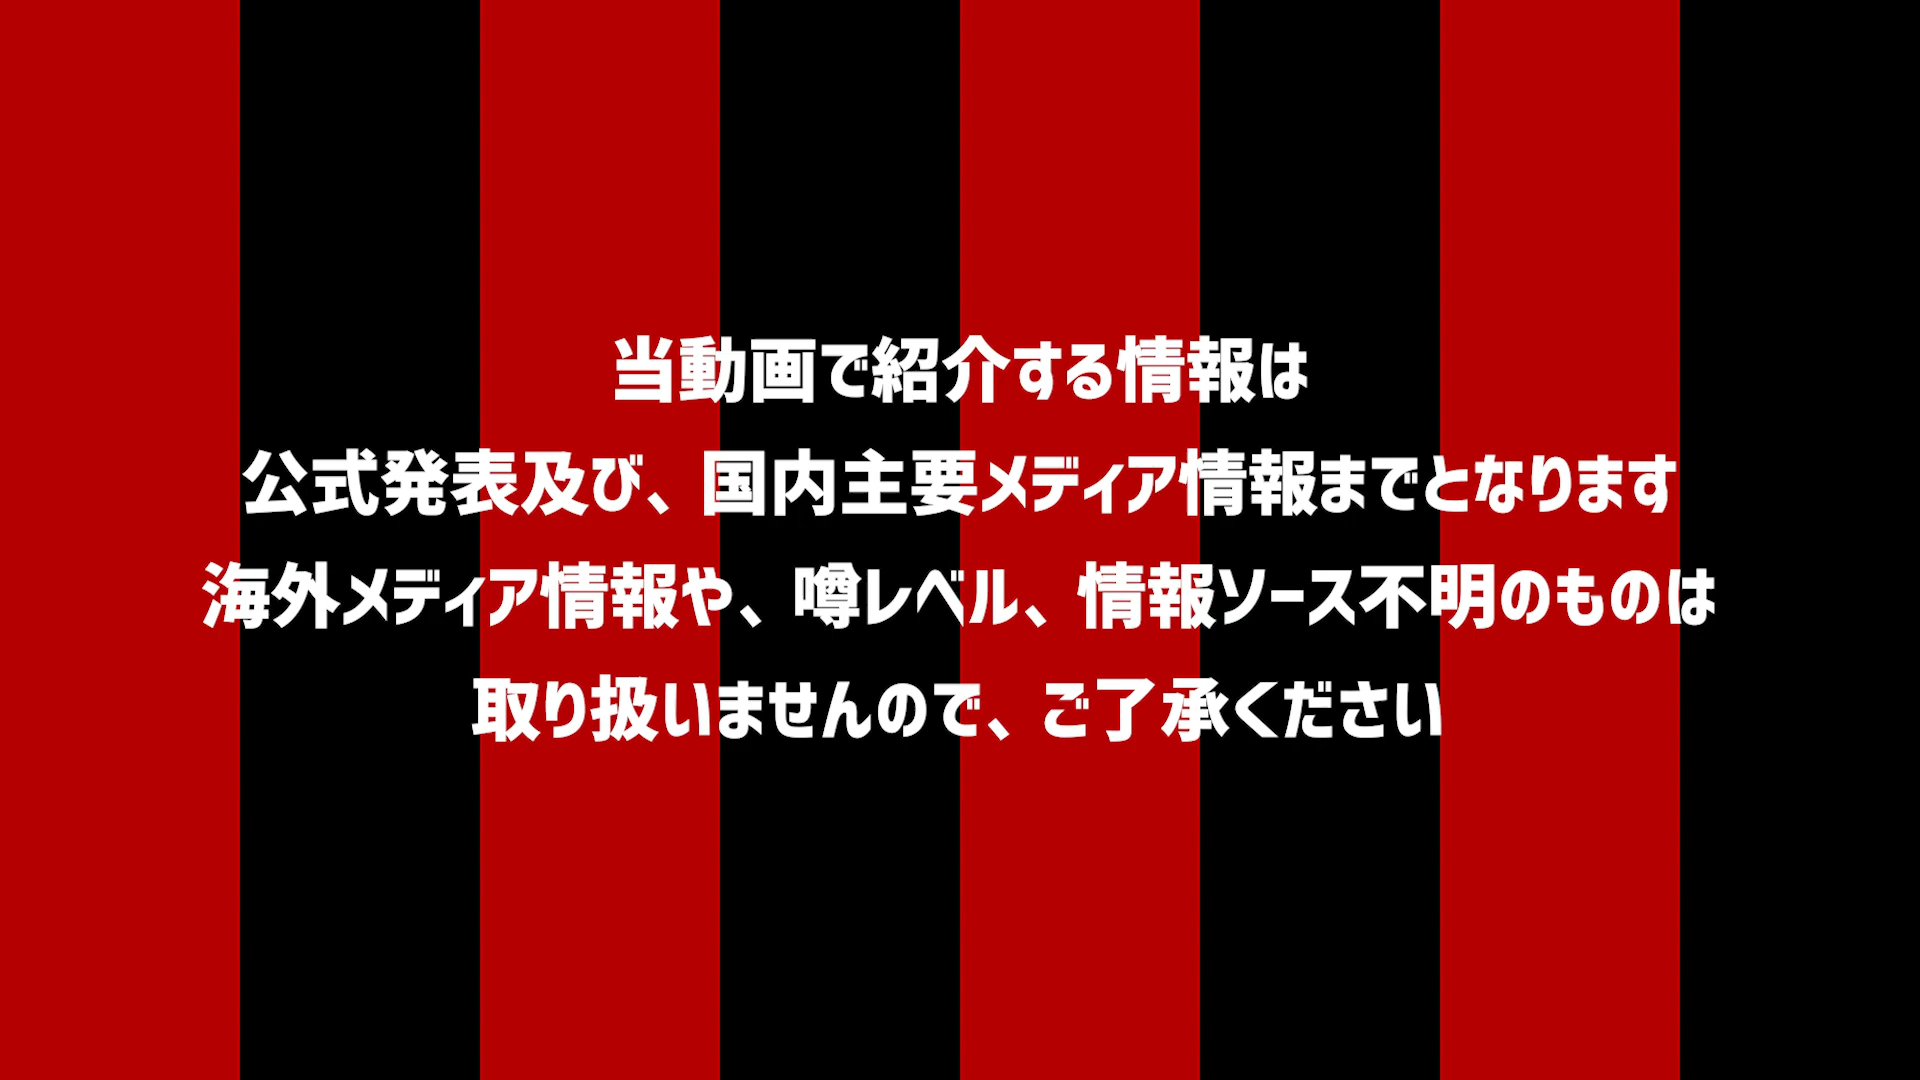 当動画で紹介する情報は
公式発表及び、国内主要メディア情報までとなります
海外メディア情報や、噂レベル、情報ソース不明のものは
取り扱いませんので、ご了承ください